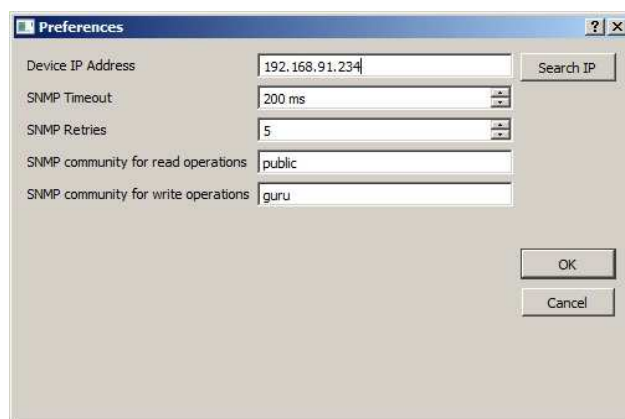 Preferences
Device IP Address 192.168.91.234 Search IP
SNMP Timeout 200 ms
SNMP Retries 5
SNMP community for read operations public
SNMP community for write operations guru
OK
Cancel